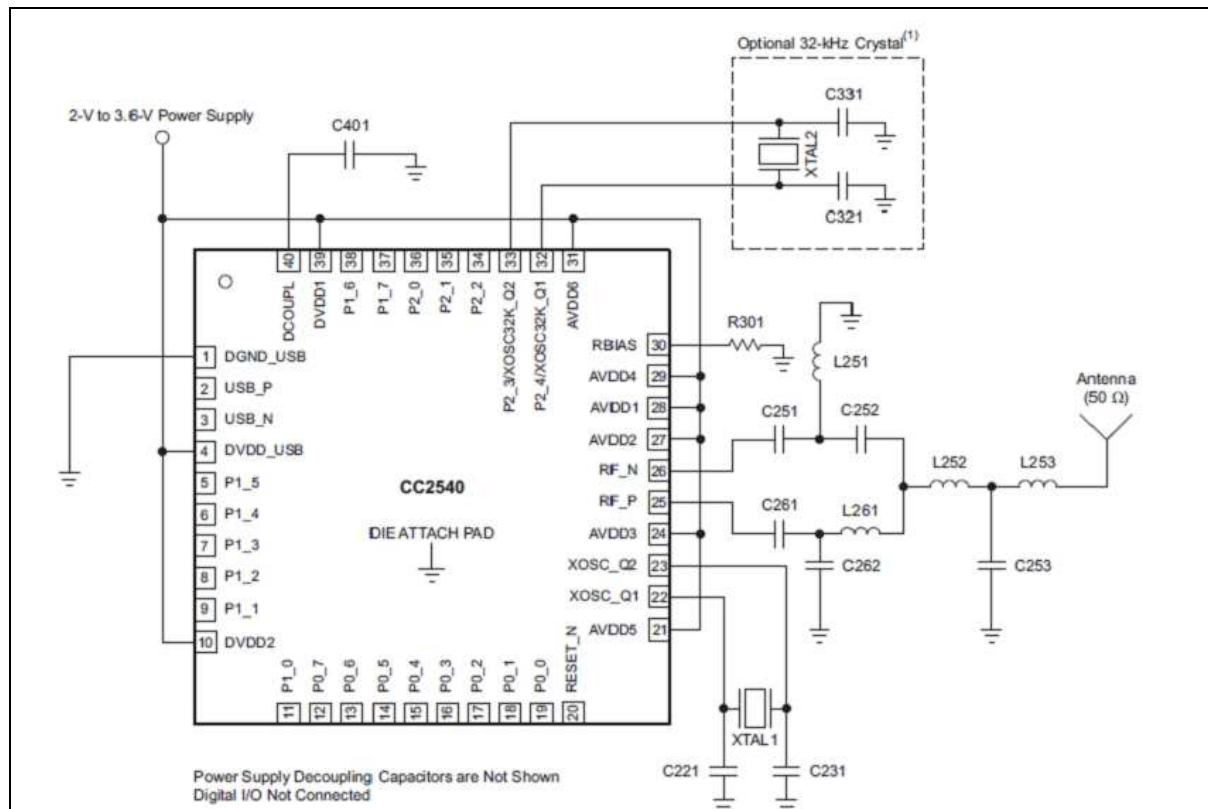 Optional 32-kHz Crystal(1)
C331
XTAL2
C321
2-V to 3.6-V Power Supply
C401
40
39
38
37
36
35
34
33
32
31
DCOUPL
DVDD1
P1_6
P1_7
P2_0
P2_1
P2_2
P2_3/XOSC32K_Q2
P2_4/XOSC32K_Q1
AVDD6
1 DGND_USB
2 USB_P
3 USB_N
4 DVDD_USB
5 P1_5
6 P1_4
7 P1_3
8 P1_2
9 P1_1
10 DVDD2
CC2540
DIE ATTACH PAD
RBIAS 30
AVDD4 29
AVDD1 28
AVDD2 27
RF_N 26
RF_P 25
AVDD3 24
XOSC_Q2 23
XOSC_Q1 22
AVDD5 21
R301
L251
C251
C252
C261
L261
C262
L252
L253
C253
Antenna
(50 Ω)
P1_0
P0_7
P0_6
P0_5
P0_4
P0_3
P0_2
P0_1
P0_0
RESET_N
11
12
13
14
15
16
17
18
19
20
XTAL1
C221
C231
Power Supply Decoupling Capacitors are Not Shown
Digital I/O Not Connected